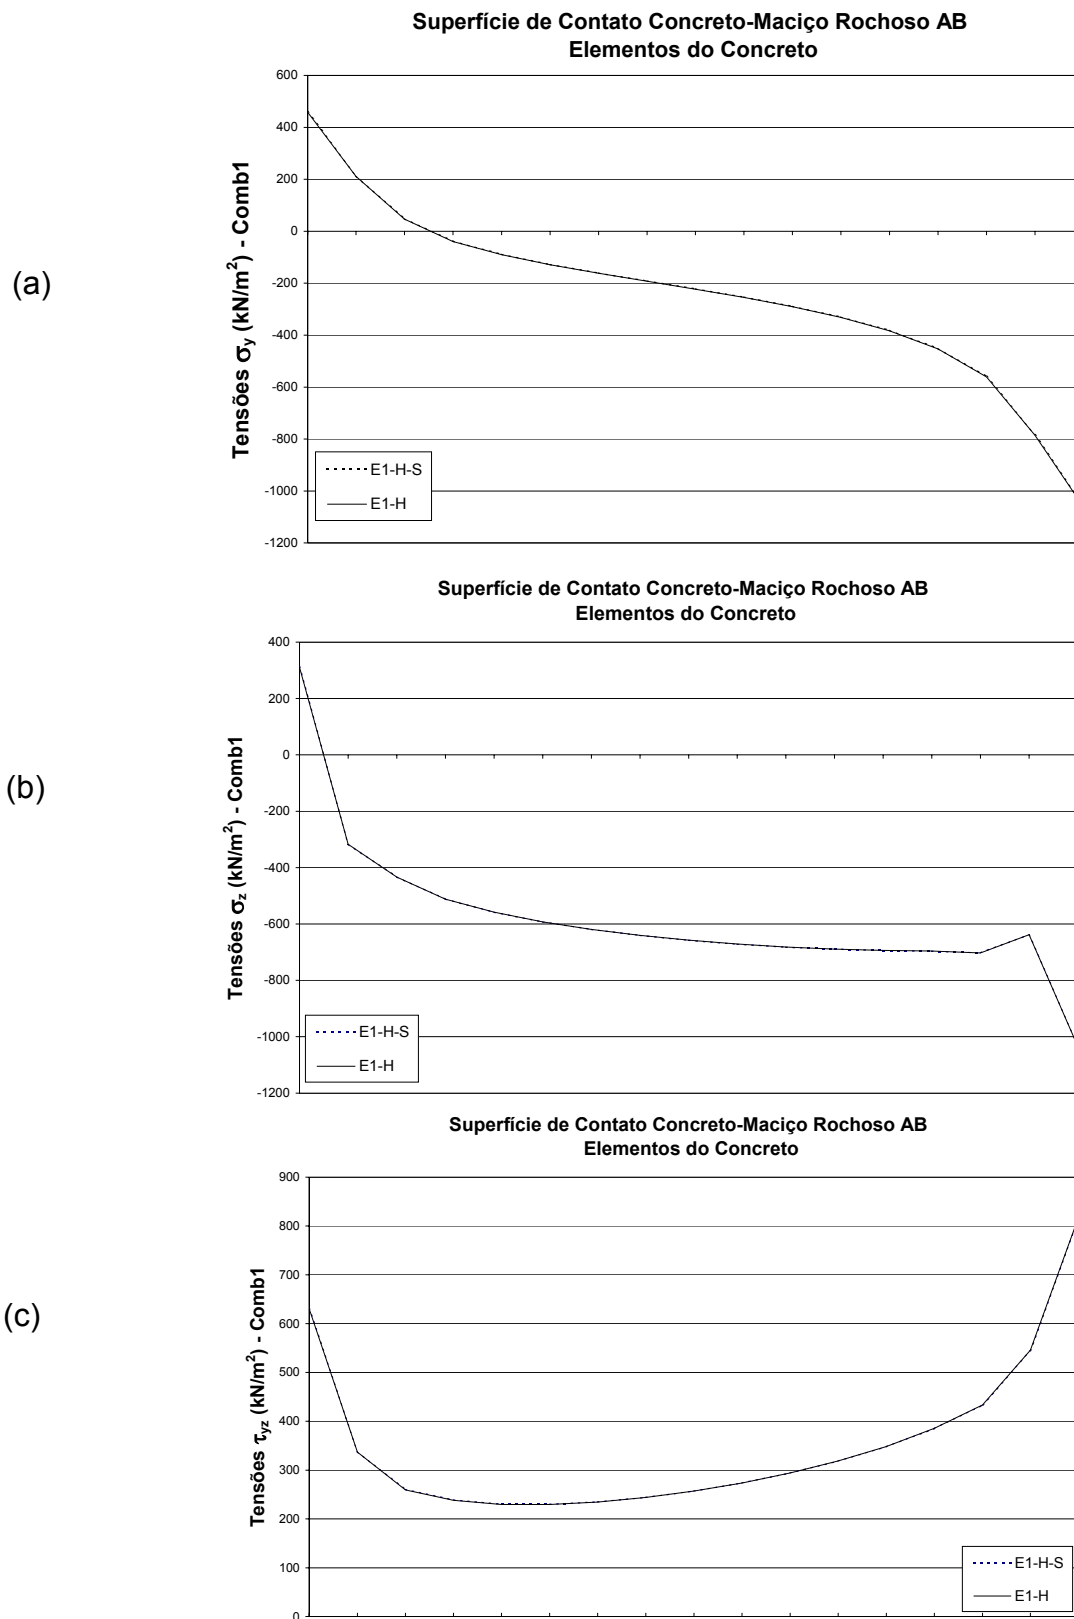 Superfície de Contato Concreto-Maciço Rochoso AB
Elementos do Concreto
(a)
Tensões σy (kN/m²) - Comb1
600
400
200
0
-200
-400
-600
-800
-1000
-1200
E1-H-S
E1-H
Superfície de Contato Concreto-Maciço Rochoso AB
Elementos do Concreto
(b)
Tensões σz (kN/m²) - Comb1
400
200
0
-200
-400
-600
-800
-1000
-1200
E1-H-S
E1-H
Superfície de Contato Concreto-Maciço Rochoso AB
Elementos do Concreto
(c)
Tensões τyz (kN/m²) - Comb1
900
800
700
600
500
400
300
200
100
0
E1-H-S
E1-H